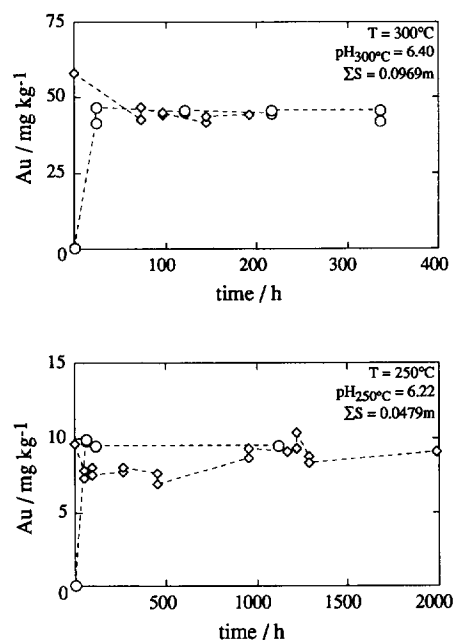 75
50
25
0
Au / mg kg-1
T = 300°C
pH300°C = 6.40
ΣS = 0.0969m
100 200 300 400
time / h
15
10
5
0
Au / mg kg-1
T = 250°C
pH250°C = 6.22
ΣS = 0.0479m
500 1000 1500 2000
time / h